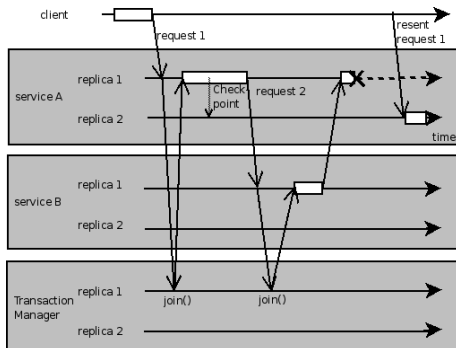 client
request 1
resent
request 1
service A
replica 1
Check
point
request 2
replica 2
time
service B
replica 1
replica 2
Transaction
Manager
replica 1
join()
join()
replica 2